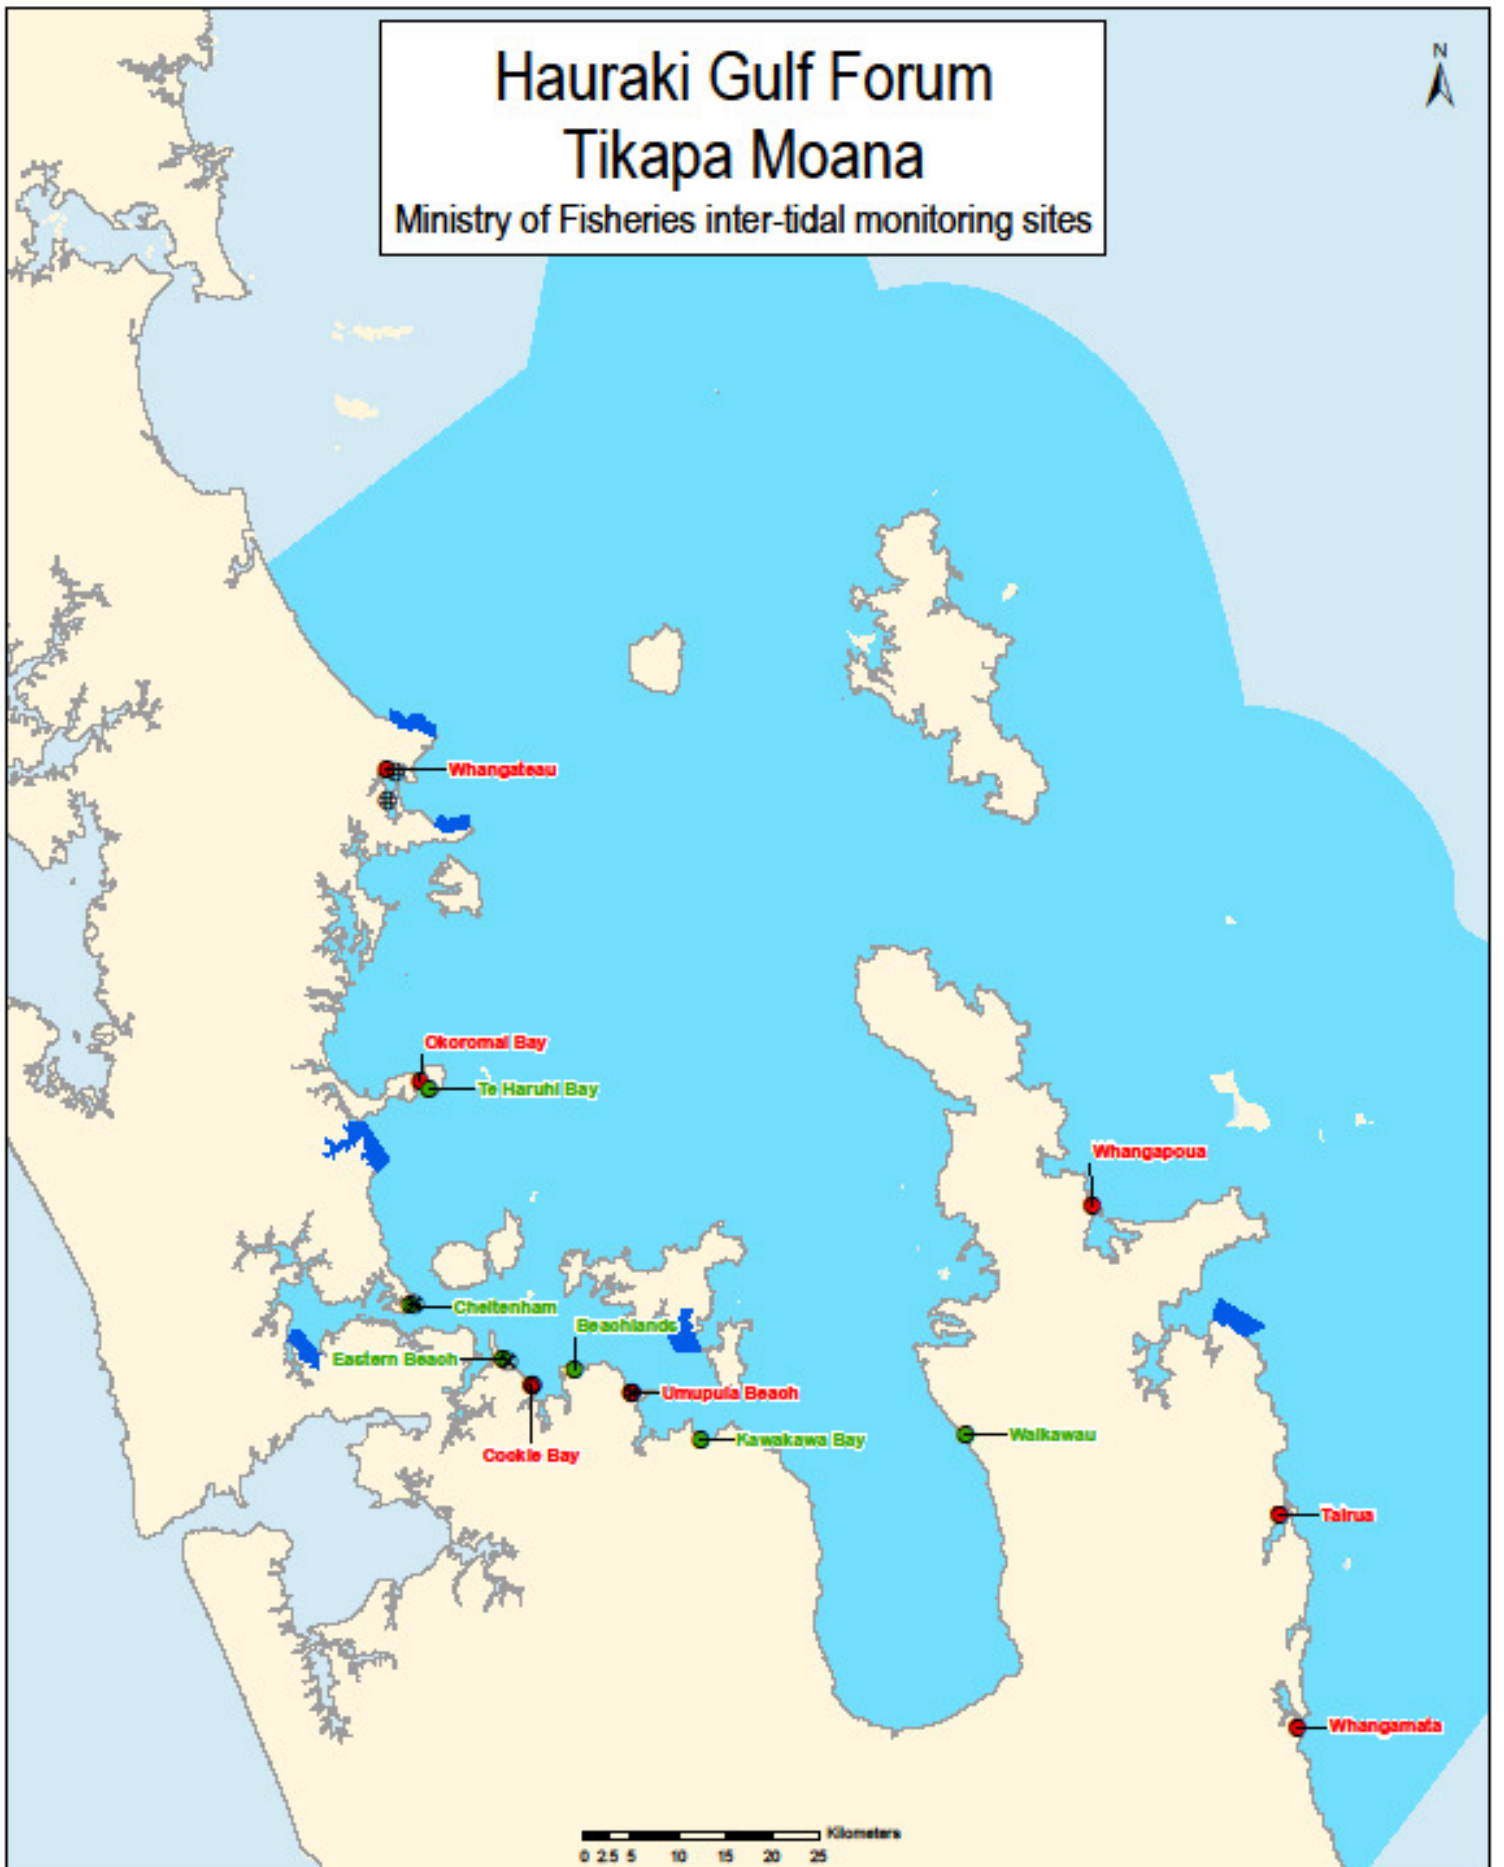 Hauraki Gulf Forum
Tikapa Moana
Ministry of Fisheries inter-tidal monitoring sites
N
Whangateau
Okoromai Bay
Te Haruhi Bay
Whangapoua
Cheltenham
Beachlands
Eastern Beach
Umupuia Beach
Cockle Bay
Kawakawa Bay
Waikawau
Tairua
Whangamata
Kilometers
0 2.5 5 10 15 20 25